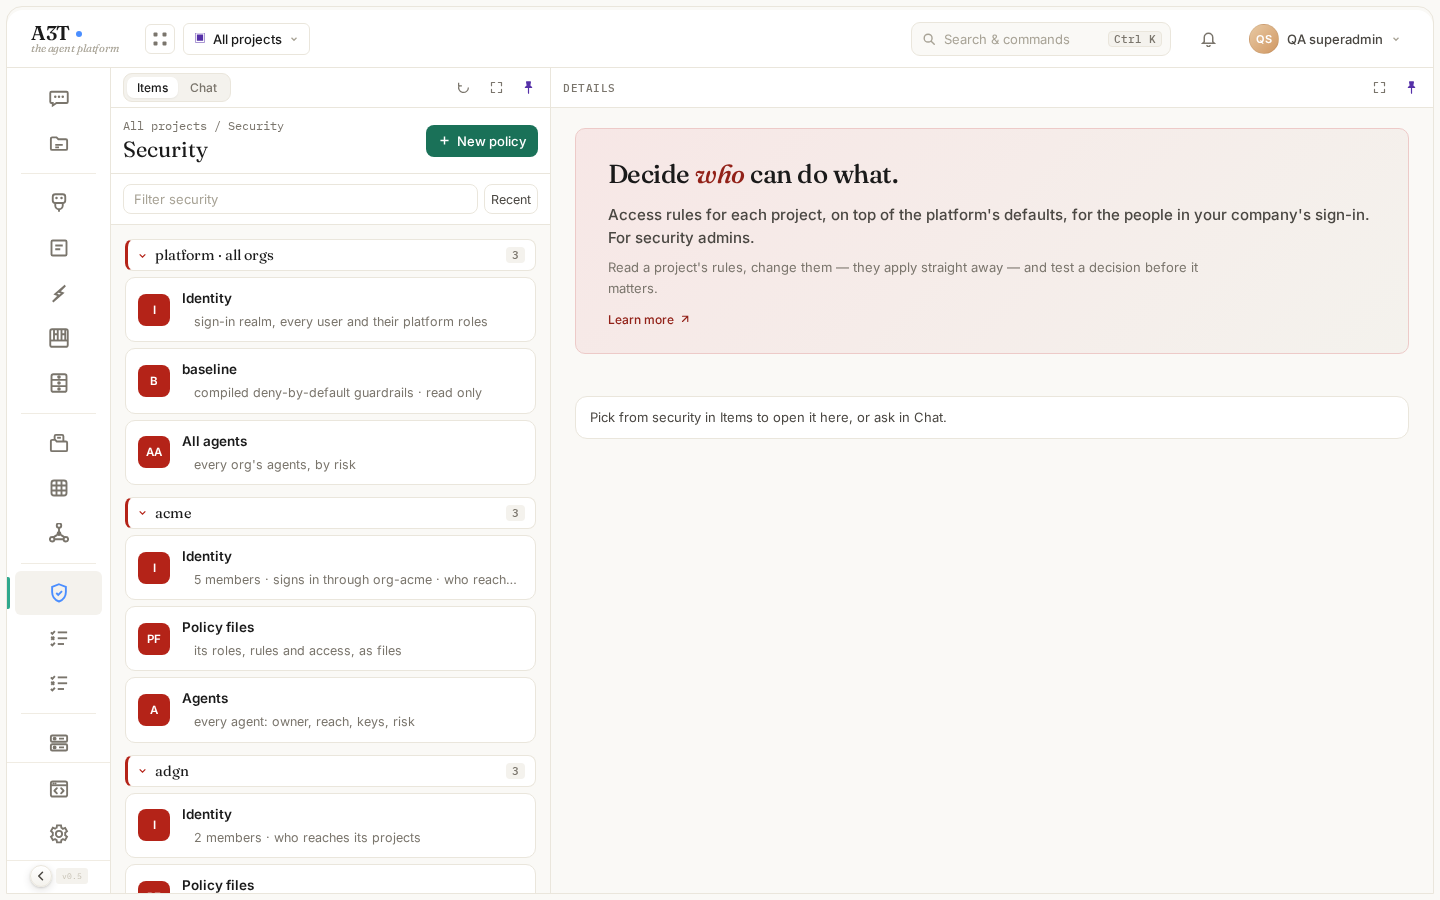 A3T
the agent platform
All projects
Search & commands
Ctrl K
QS
QA superadmin
Items
Chat
DETAILS
All projects / Security
Security
New policy
Filter security
Recent
platform · all orgs
3
I
Identity
sign-in realm, every user and their platform roles
B
baseline
compiled deny-by-default guardrails · read only
AA
All agents
every org's agents, by risk
acme
3
I
Identity
5 members · signs in through org-acme · who reach...
PF
Policy files
its roles, rules and access, as files
A
Agents
every agent: owner, reach, keys, risk
adgn
3
I
Identity
2 members · who reaches its projects
Policy files
v0.5
Decide who can do what.
Access rules for each project, on top of the platform's defaults, for the people in your company's sign-in.
For security admins.
Read a project's rules, change them — they apply straight away — and test a decision before it
matters.
Learn more
Pick from security in Items to open it here, or ask in Chat.